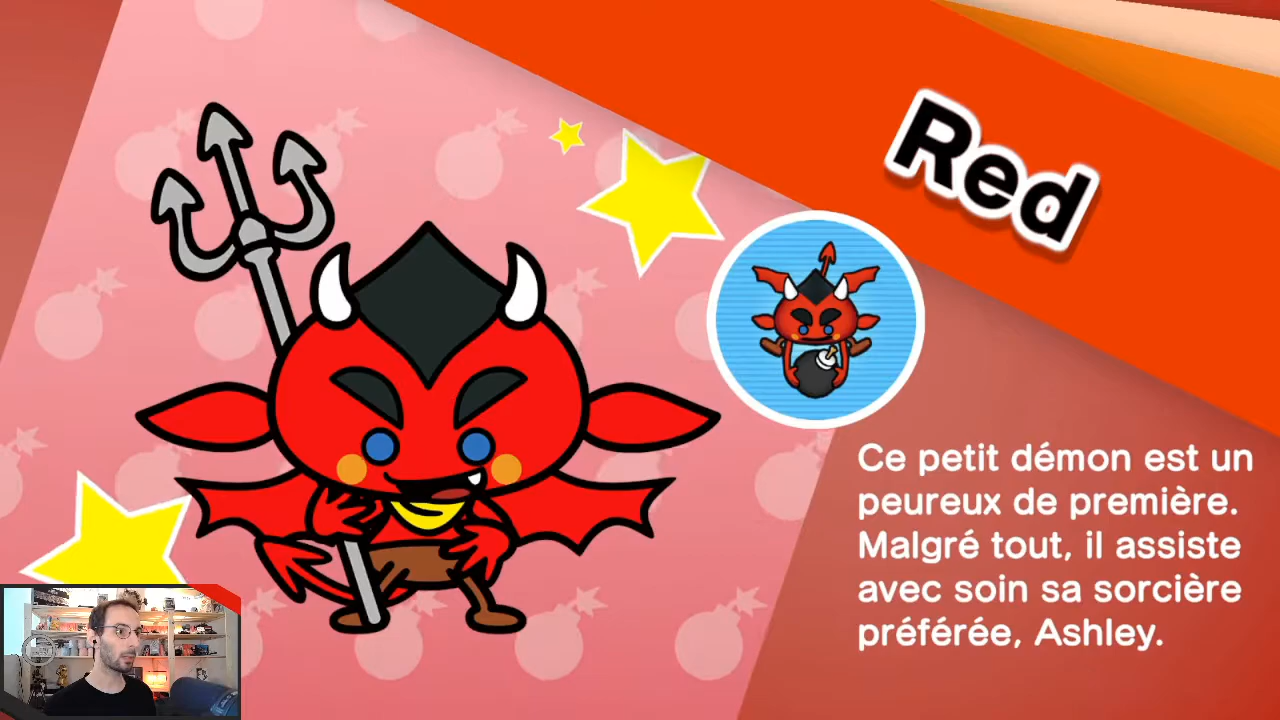 Red
Ce petit démon est un
peureux de première.
Malgré tout, il assiste
avec soin sa sorcière
préférée, Ashley.